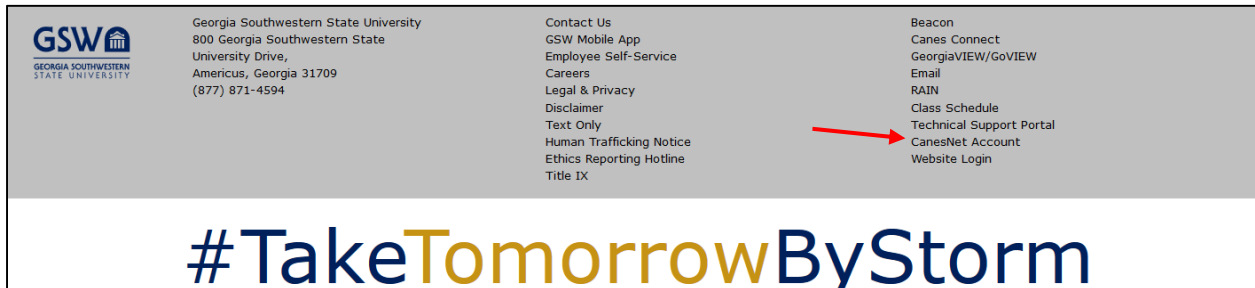 GSW
GEORGIA SOUTHWESTERN
STATE UNIVERSITY
Georgia Southwestern State University
800 Georgia Southwestern State
University Drive,
Americus, Georgia 31709
(877) 871-4594
Contact Us
GSW Mobile App
Employee Self-Service
Careers
Legal & Privacy
Disclaimer
Text Only
Human Trafficking Notice
Ethics Reporting Hotline
Title IX
Beacon
Canes Connect
GeorgiaVIEW/GoVIEW
Email
RAIN
Class Schedule
Technical Support Portal
CanesNet Account
Website Login
#TakeTomorrowByStorm